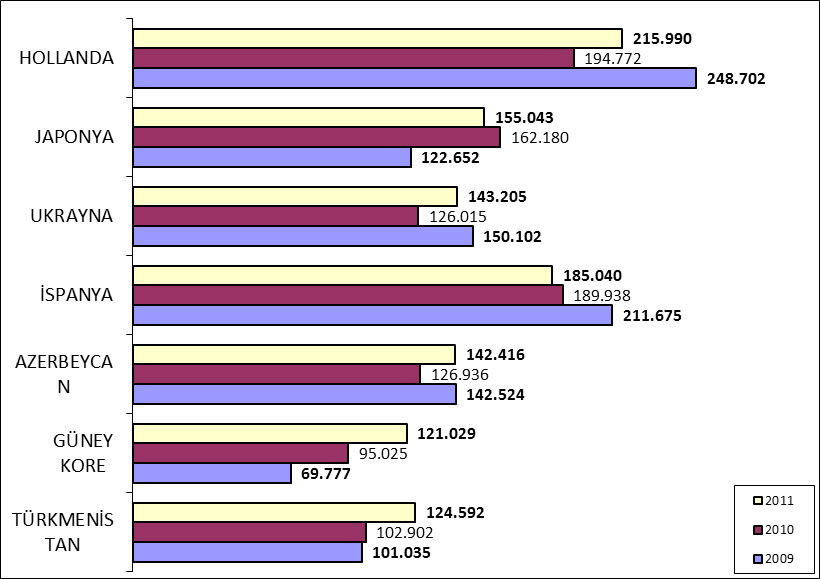 HOLLANDA
215.990
194.772
248.702
JAPONYA
155.043
162.180
122.652
UKRAYNA
143.205
126.015
150.102
İSPANYA
185.040
189.938
211.675
AZERBEYCA
N
142.416
126.936
142.524
GÜNEY
KORE
121.029
95.025
69.777
TÜRKMENİS
TAN
124.592
102.902
101.035
2011
2010
2009